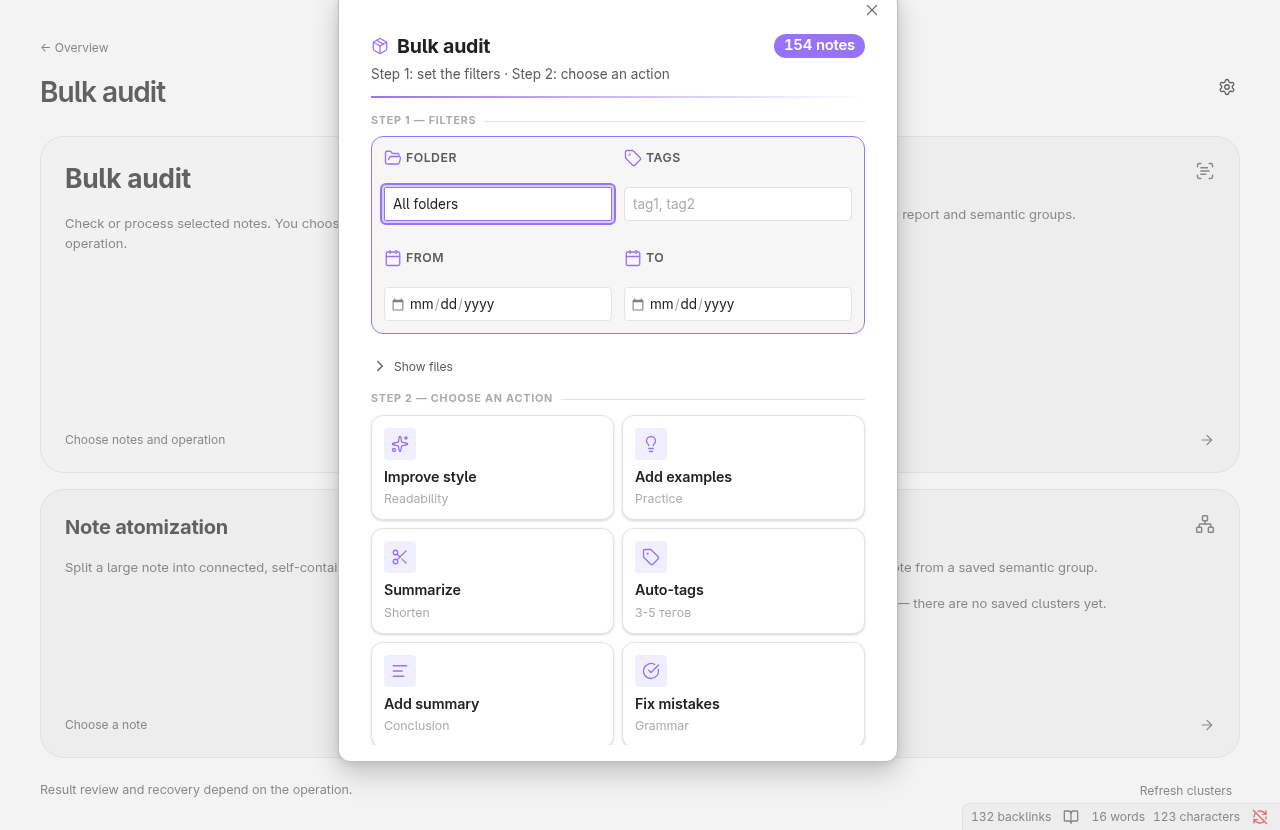 ← Overview
Bulk audit
Bulk audit
Check or process selected notes. You choos
operation.
Choose notes and operation
report and semantic groups.
Note atomization
Split a large note into connected, self-contai
Choose a note
ote from a saved semantic group.
— there are no saved clusters yet.
Result review and recovery depend on the operation.
Refresh clusters
132 backlinks 16 words 123 characters
Bulk audit
154 notes
Step 1: set the filters · Step 2: choose an action
STEP 1 — FILTERS
FOLDER
TAGS
All folders
tag1, tag2
FROM
TO
mm/dd/yyyy
mm/dd/yyyy
Show files
STEP 2 — CHOOSE AN ACTION
Improve style
Readability
Add examples
Practice
Summarize
Shorten
Auto-tags
3-5 тегов
Add summary
Conclusion
Fix mistakes
Grammar